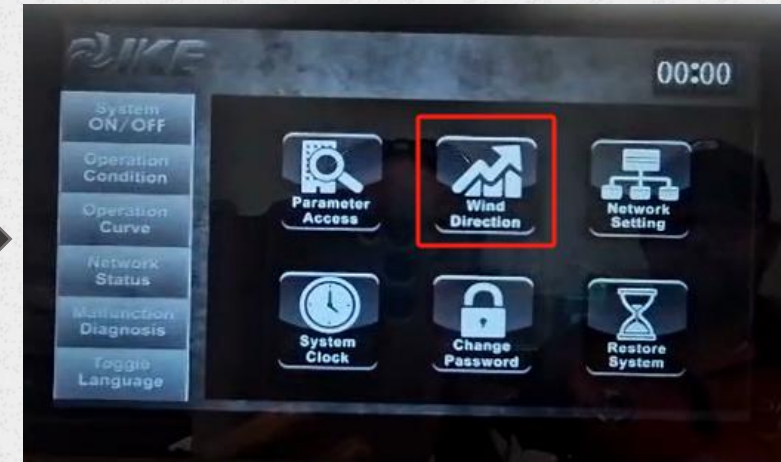 IKE
00:00
System
ON/OFF
Operation
Condition
Operation
Curve
Network
Status
Malfunction
Diagnosis
Toggle
Language
Parameter
Access
Wind
Direction
Network
Setting
System
Clock
Change
Password
Restore
System